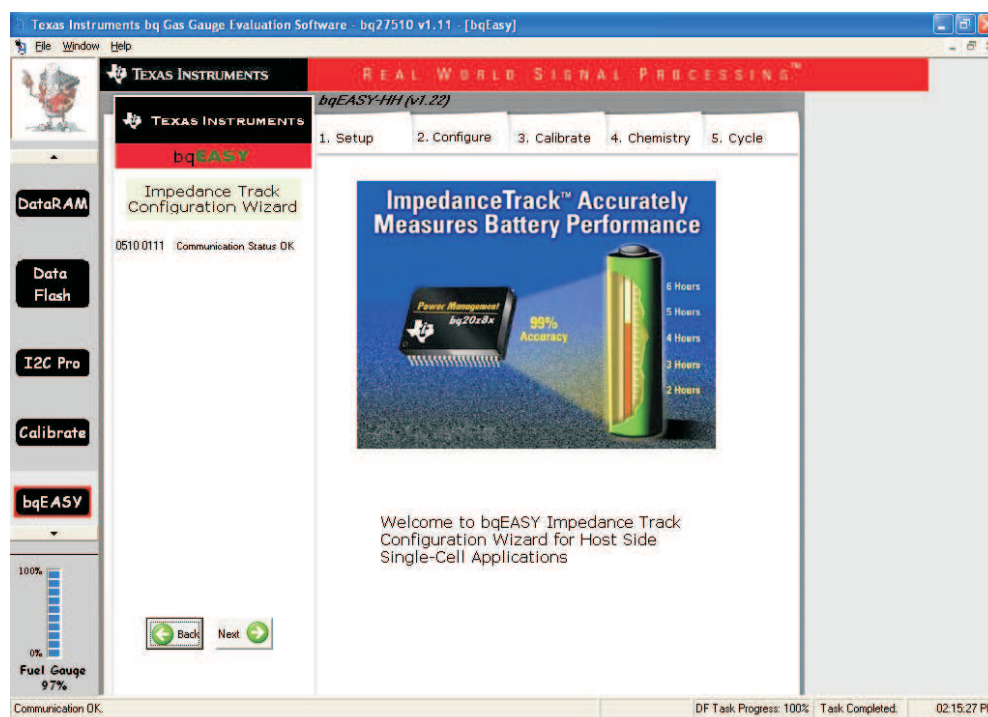 Texas Instruments bq Gas Gauge Evaluation Software - bq27510 v1.11 - [bqEasy]
File Window Help
TEXAS INSTRUMENTS
REAL WORLD SIGNAL PROCESSING™
bqEASY-HH (v1.22)
TEXAS INSTRUMENTS
bqEASY
1. Setup
2. Configure
3. Calibrate
4. Chemistry
5. Cycle
Impedance Track
Configuration Wizard
0510 0111 Communication Status OK
DataRAM
Data
Flash
I2C Pro
Calibrate
bqEASY
ImpedanceTrack™ Accurately
Measures Battery Performance
Power Management
bq20z8x
99%
Accuracy
6 Hours
5 Hours
4 Hours
3 Hours
2 Hours
Welcome to bqEASY Impedance Track
Configuration Wizard for Host Side
Single-Cell Applications
Back
Next
100%
0%
Fuel Gauge
97%
Communication OK.
DF Task Progress: 100%
Task Completed.
02:15:27